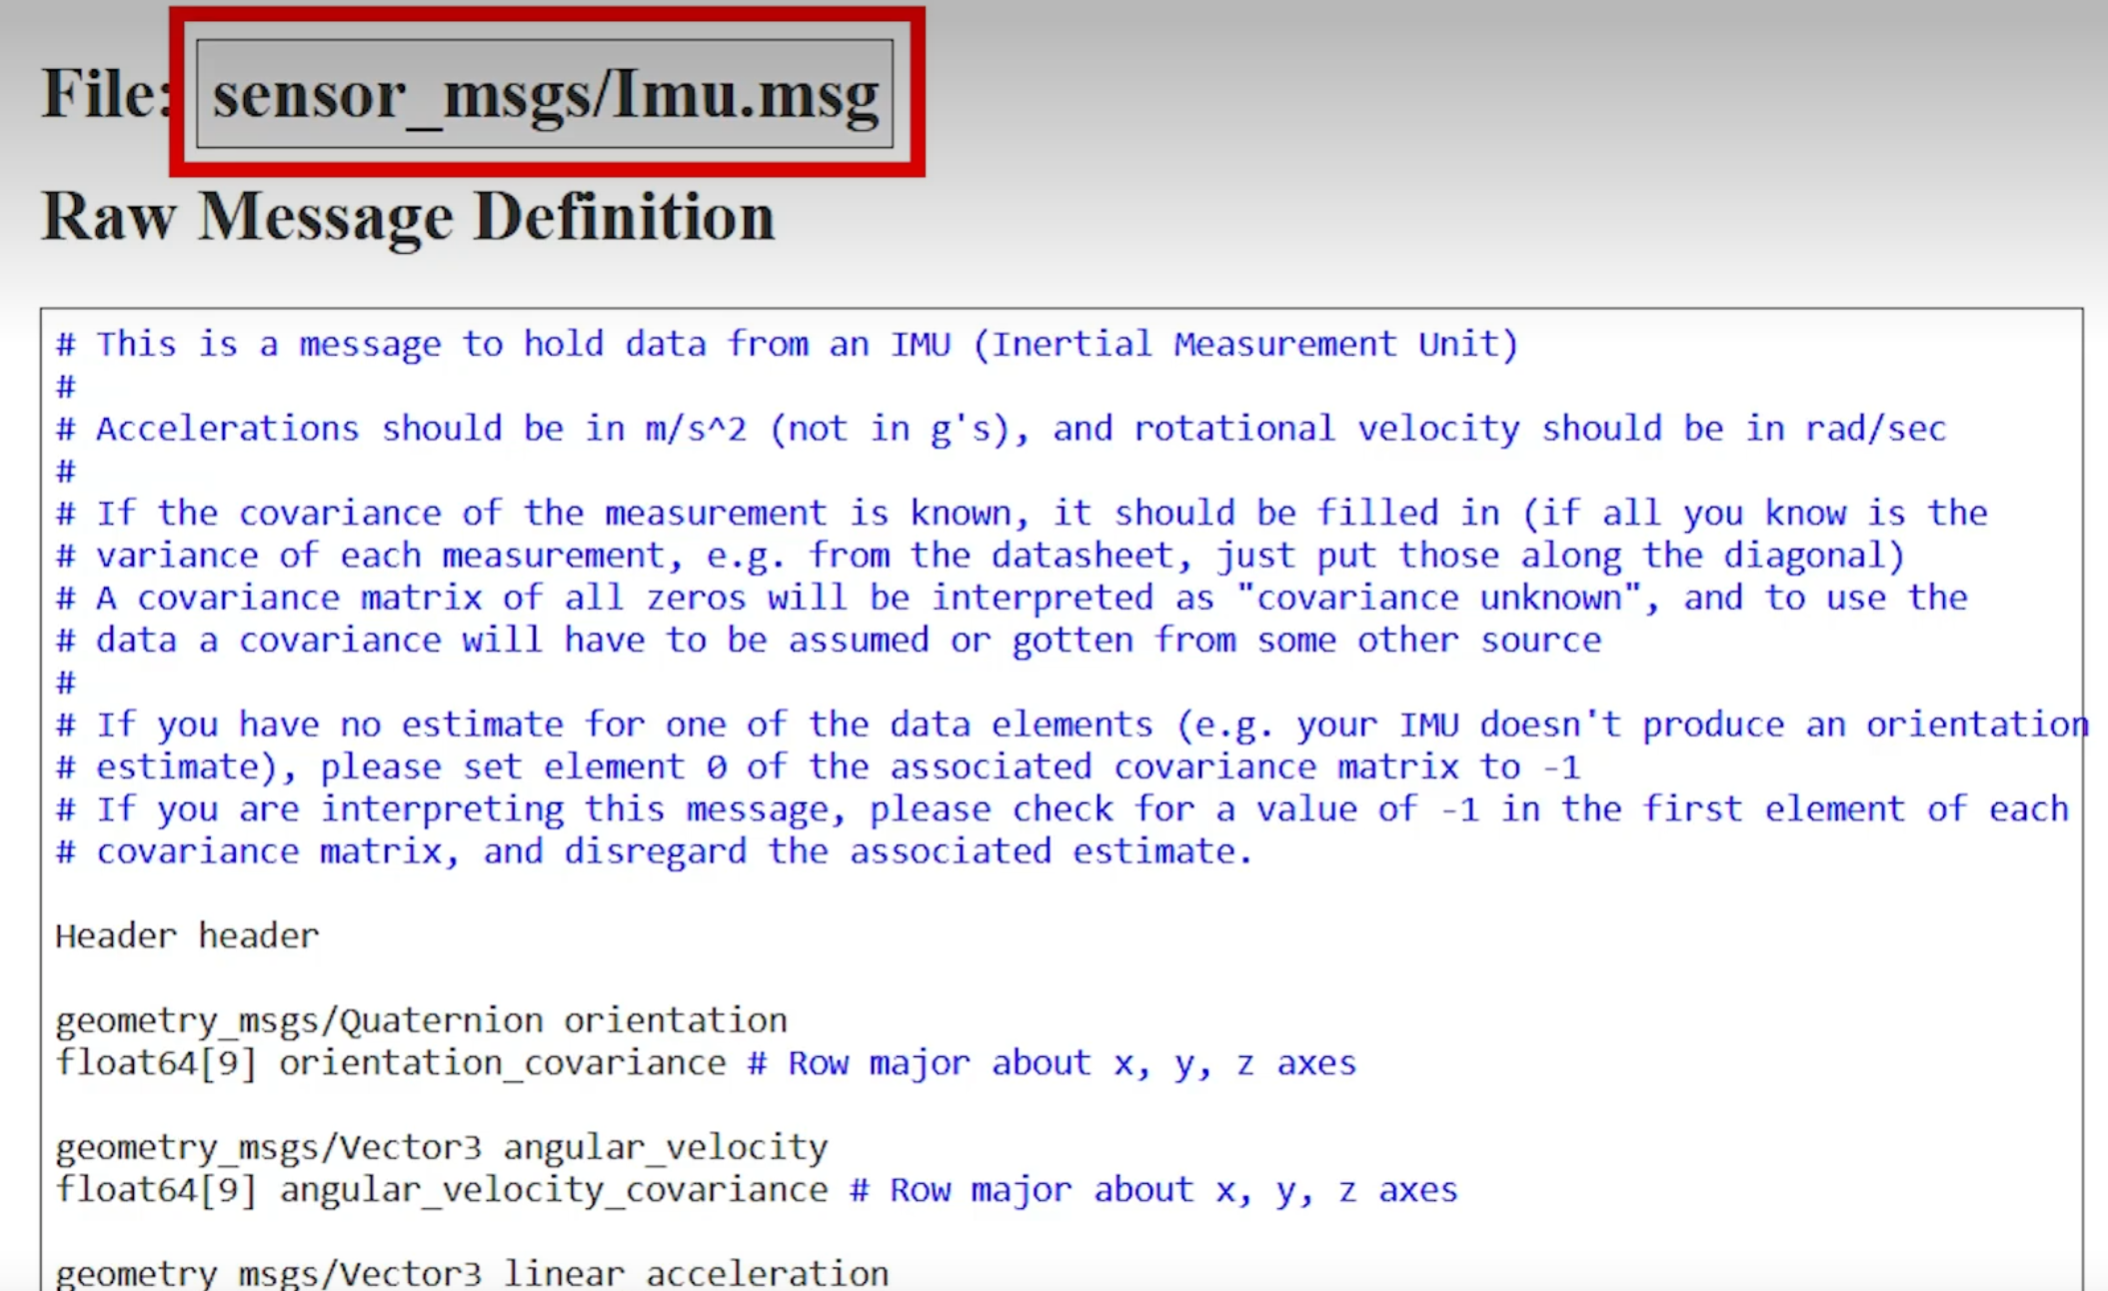 File: sensor_msgs/Imu.msg
Raw Message Definition
# This is a message to hold data from an IMU (Inertial Measurement Unit)
#
# Accelerations should be in m/s^2 (not in g's), and rotational velocity should be in rad/sec
#
# If the covariance of the measurement is known, it should be filled in (if all you know is the
# variance of each measurement, e.g. from the datasheet, just put those along the diagonal)
# A covariance matrix of all zeros will be interpreted as "covariance unknown", and to use the
# data a covariance will have to be assumed or gotten from some other source
#
# If you have no estimate for one of the data elements (e.g. your IMU doesn't produce an orientation
# estimate), please set element 0 of the associated covariance matrix to -1
# If you are interpreting this message, please check for a value of -1 in the first element of each
# covariance matrix, and disregard the associated estimate.
Header header
geometry_msgs/Quaternion orientation
float64[9] orientation_covariance # Row major about x, y, z axes
geometry_msgs/Vector3 angular_velocity
float64[9] angular_velocity_covariance # Row major about x, y, z axes
geometry_msgs/Vector3 linear_acceleration